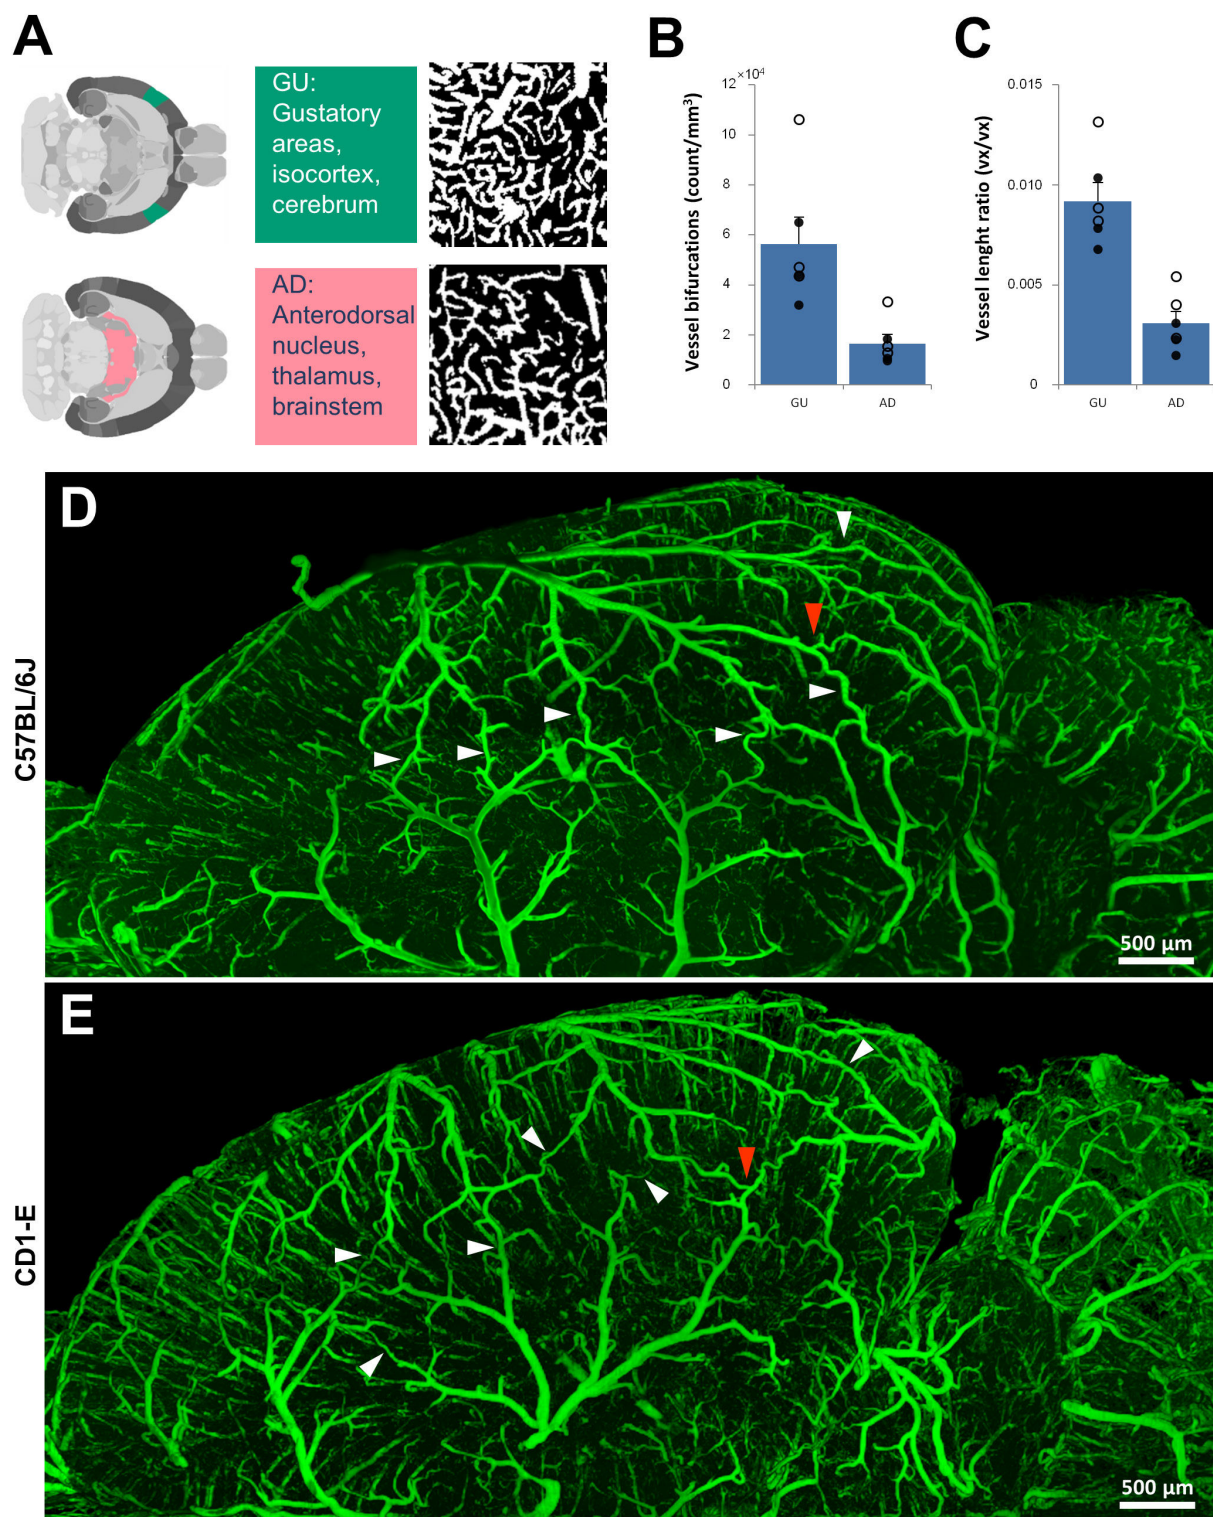 A
GU:
Gustatory
areas,
isocortex,
cerebrum
AD:
Anterodorsal
nucleus,
thalamus,
brainstem
B
Vessel bifurcations (count/mm³)
12 ×10⁴
10
8
6
4
2
0
GU AD
C
Vessel lenght ratio (vx/vx)
0.015
0.010
0.005
0
GU AD
D
C57BL/6J
500 µm
E
CD1-E
500 µm